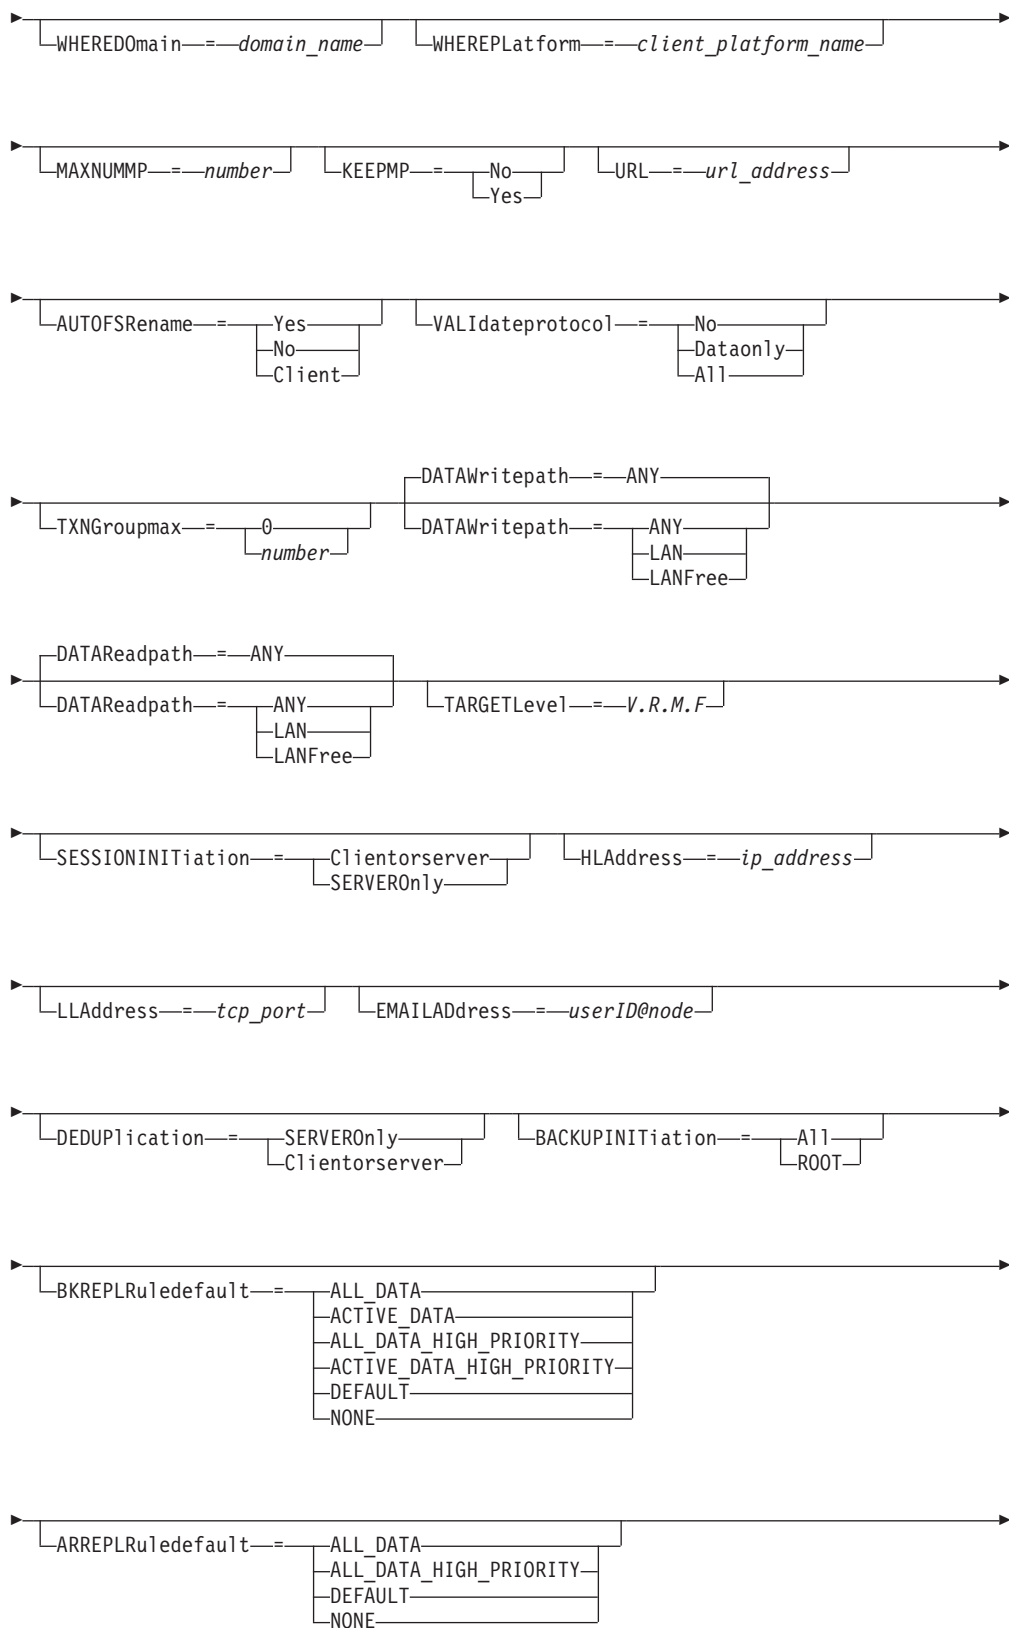 WHEREDOmain = domain_name WHEREPLatform = client_platform_name
MAXNUMMP = number KEEPMP = No URL = url_address
Yes
AUTOFSRename = Yes VALIdateprotocol = No
No Dataonly
Client All
DATAWritepath = ANY
TXNGroupmax = 0 DATAWritepath = ANY
number LAN
LANFree
DATAReadpath = ANY
DATAReadpath = ANY TARGETLevel = V.R.M.F
LAN
LANFree
SESSIONINITiation = Clientorserver HLAddress = ip_address
SERVEROnly
LLAddress = tcp_port EMAILADdress = userID@node
DEDUPlication = SERVEROnly BACKUPINITiation = All
Clientorserver ROOT
BKREPLRuledefault = ALL_DATA
ACTIVE_DATA
ALL_DATA_HIGH_PRIORITY
ACTIVE_DATA_HIGH_PRIORITY
DEFAULT
NONE
ARREPLRuledefault = ALL_DATA
ALL_DATA_HIGH_PRIORITY
DEFAULT
NONE